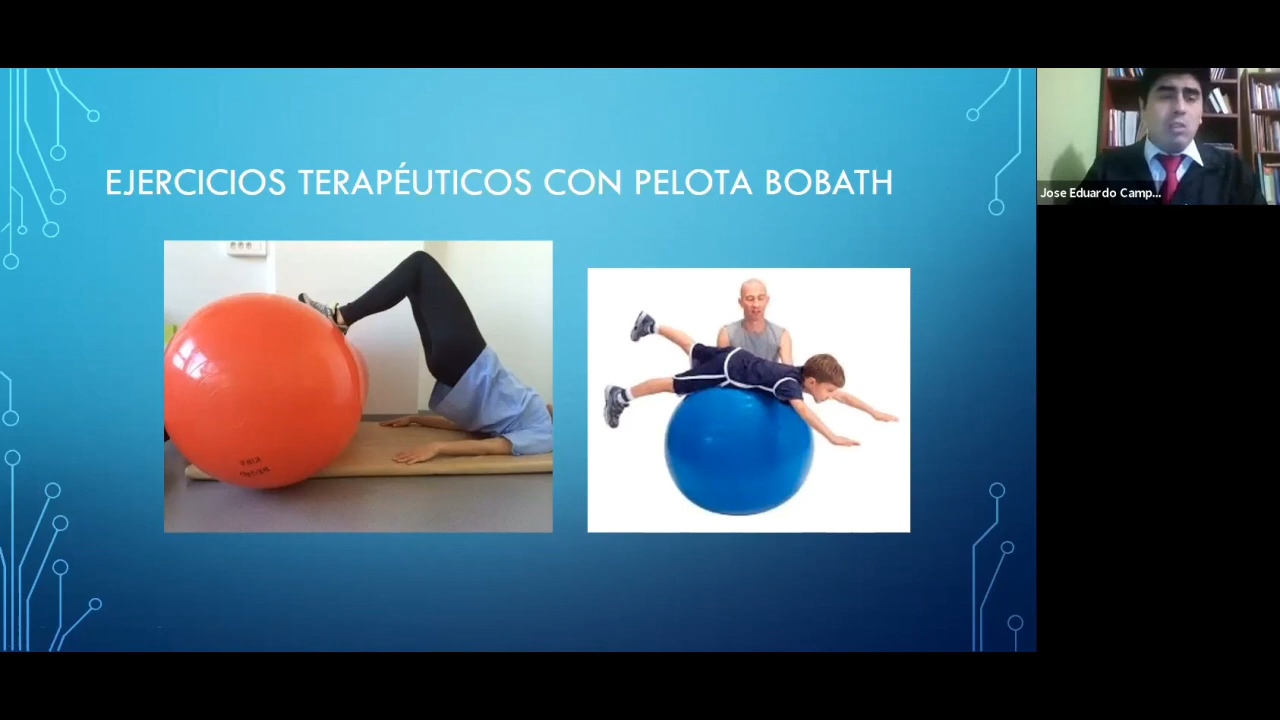 EJERCICIOS TERAPÉUTICOS CON PELOTA BOBATH
Jose Eduardo Camp...